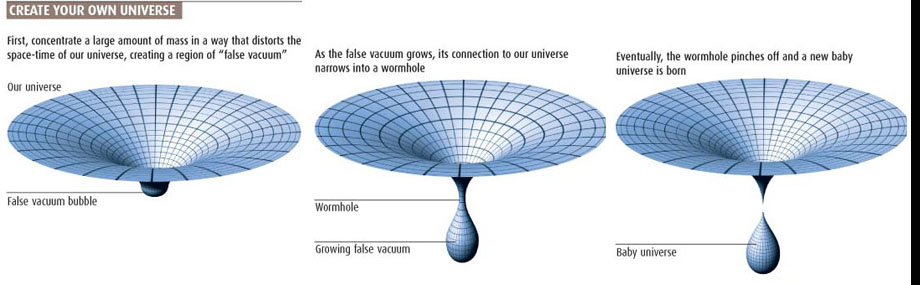 CREATE YOUR OWN UNIVERSE
First, concentrate a large amount of mass in a way that distorts the
space-time of our universe, creating a region of “false vacuum”
Our universe
False vacuum bubble
As the false vacuum grows, its connection to our universe
narrows into a wormhole
Wormhole
Growing false vacuum
Eventually, the wormhole pinches off and a new baby
universe is born
Baby universe